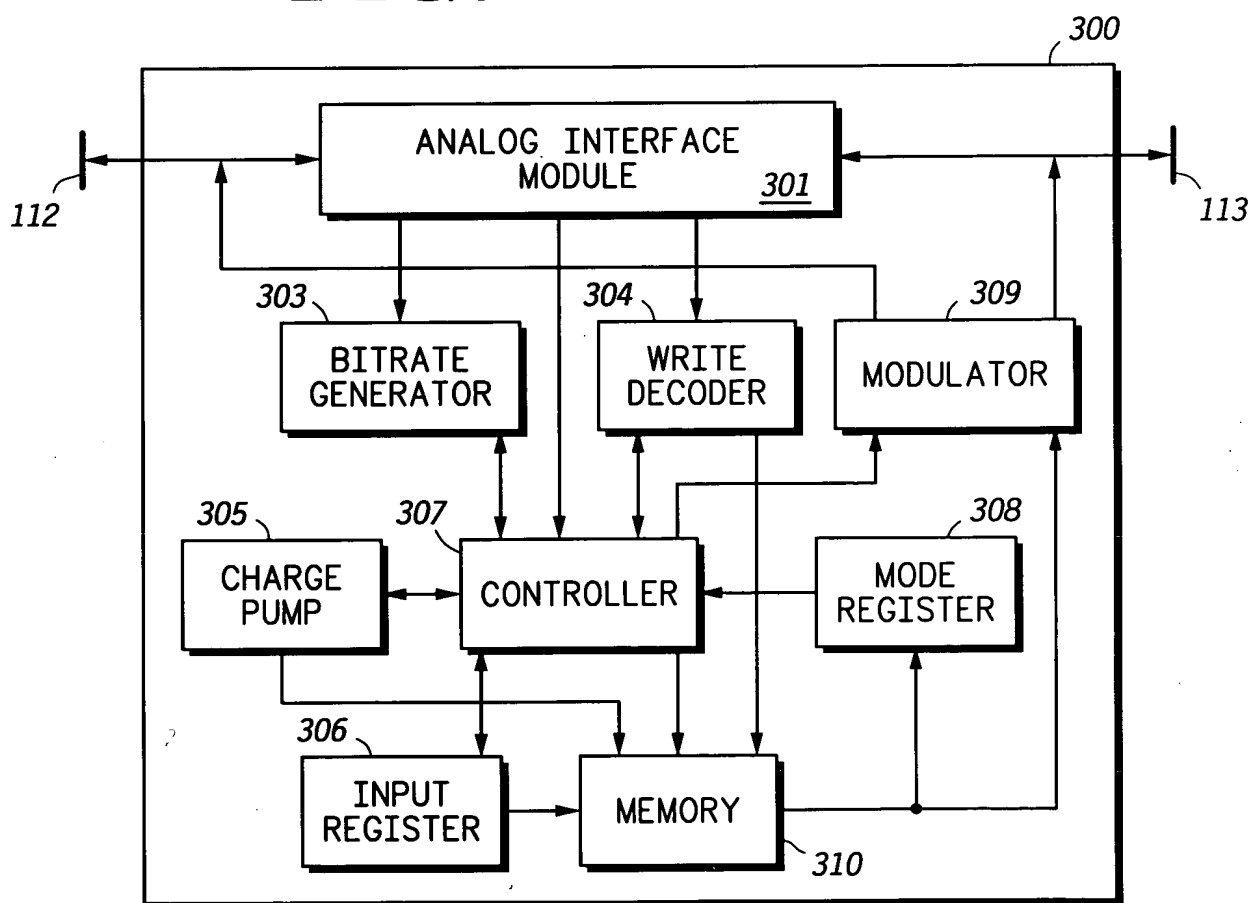 300
ANALOG INTERFACE
MODULE
301
112
113
303
304
309
BITRATE
GENERATOR
WRITE
DECODER
MODULATOR
305
307
308
CHARGE
PUMP
CONTROLLER
MODE
REGISTER
306
INPUT
REGISTER
MEMORY
310